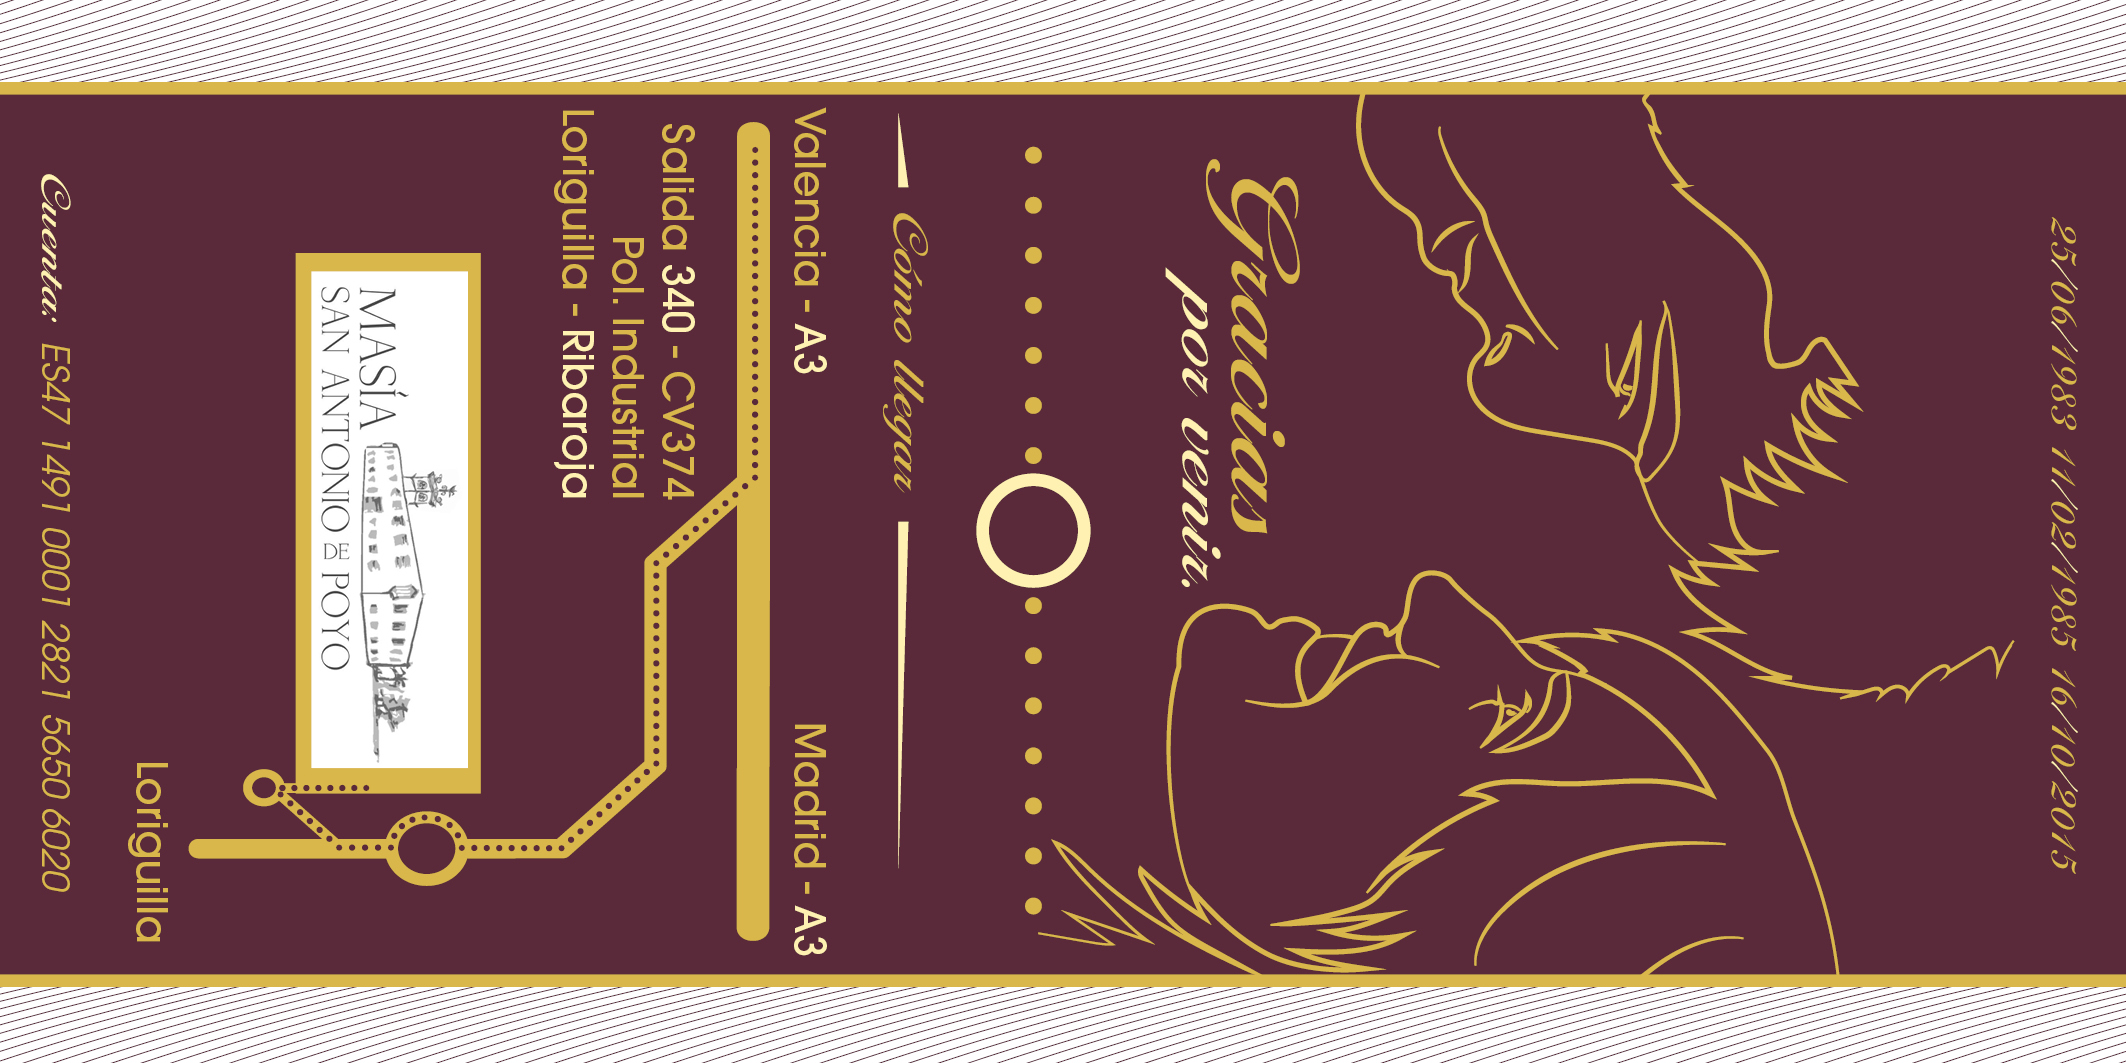 25/06/1983 11/02/1985 16/10/2015
Gracias
por venir.
Cómo llegar
Valencia - A3
Madrid - A3
Salida 340 - CV374
Pol. Industrial
Loriguilla - Ribaroja
MASÍA
SAN ANTONIO DE POYO
Loriguilla
Cuenta: ES47 1491 0001 2821 5650 6020